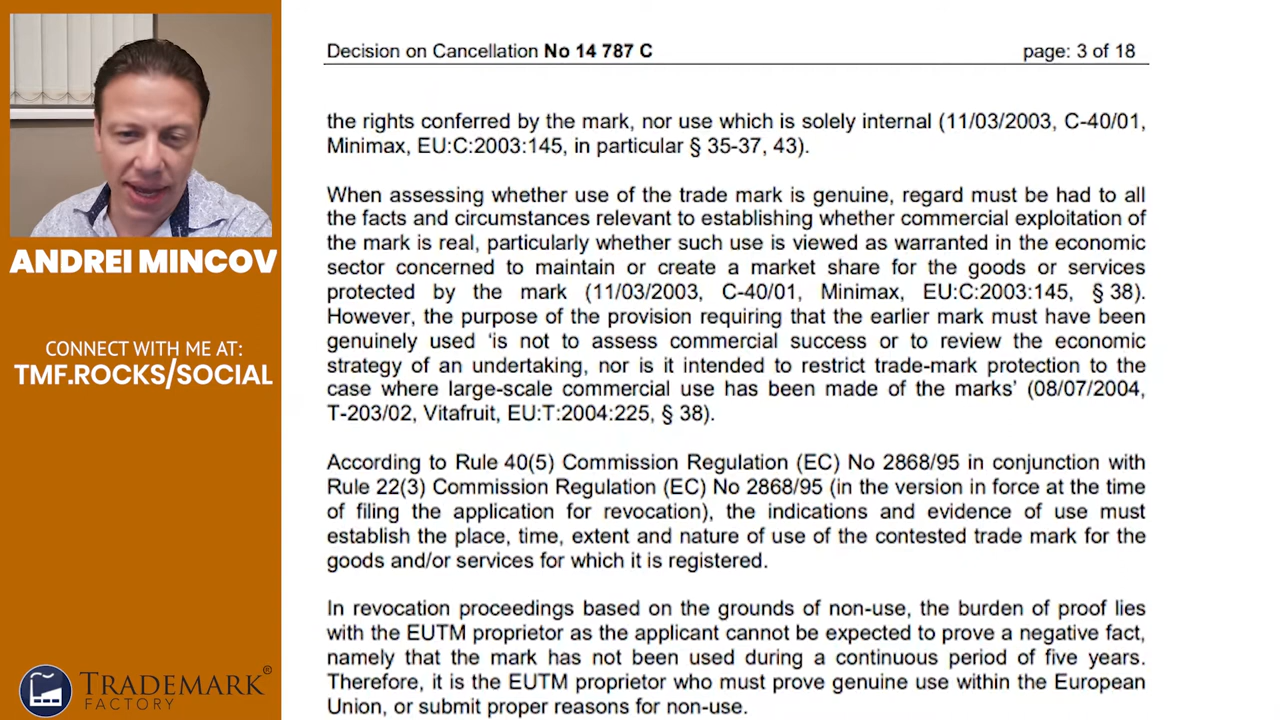 Decision on Cancellation No 14 787 C page: 3 of 18
the rights conferred by the mark, nor use which is solely internal (11/03/2003, C-40/01,
Minimax, EU:C:2003:145, in particular § 35-37, 43).
When assessing whether use of the trade mark is genuine, regard must be had to all
the facts and circumstances relevant to establishing whether commercial exploitation of
the mark is real, particularly whether such use is viewed as warranted in the economic
sector concerned to maintain or create a market share for the goods or services
protected by the mark (11/03/2003, C-40/01, Minimax, EU:C:2003:145, § 38).
However, the purpose of the provision requiring that the earlier mark must have been
genuinely used ‘is not to assess commercial success or to review the economic
strategy of an undertaking, nor is it intended to restrict trade-mark protection to the
case where large-scale commercial use has been made of the marks’ (08/07/2004,
T-203/02, Vitafruit, EU:T:2004:225, § 38).
According to Rule 40(5) Commission Regulation (EC) No 2868/95 in conjunction with
Rule 22(3) Commission Regulation (EC) No 2868/95 (in the version in force at the time
of filing the application for revocation), the indications and evidence of use must
establish the place, time, extent and nature of use of the contested trade mark for the
goods and/or services for which it is registered.
In revocation proceedings based on the grounds of non-use, the burden of proof lies
with the EUTM proprietor as the applicant cannot be expected to prove a negative fact,
namely that the mark has not been used during a continuous period of five years.
Therefore, it is the EUTM proprietor who must prove genuine use within the European
Union, or submit proper reasons for non-use.
ANDREI MINCOV
CONNECT WITH ME AT:
TMF.ROCKS/SOCIAL
TRADEMARK®
FACTORY